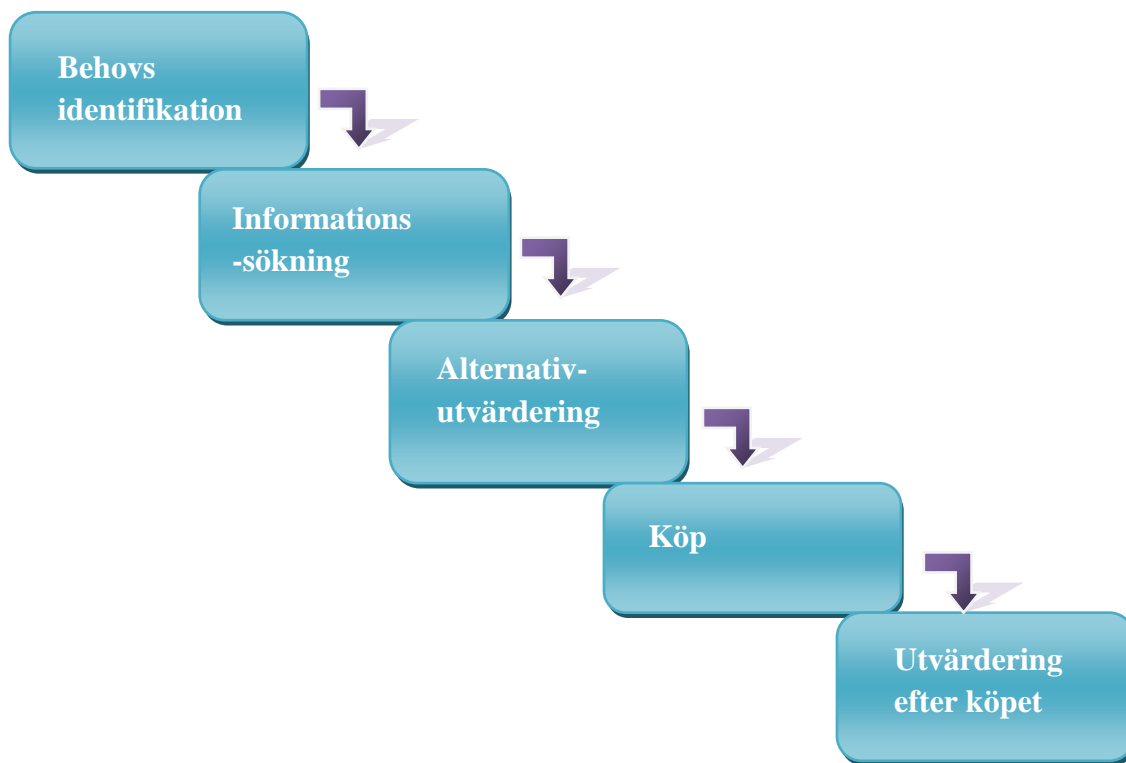 Behovs
identifikation
Informations
-sökning
Alternativ-
utvärdering
Köp
Utvärdering
efter köpet